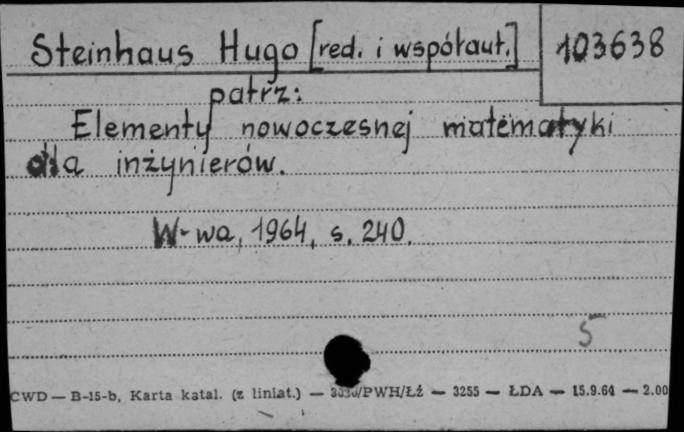 Steinhaus Hugo [red. i współaut.] 103638
patrz:
Elementy nowoczesnej matematyki
dla inżynierów.
W-wa, 1964, s. 240.
5
CWD — B-15-b, Karta katal. (z liniat.) — /PWH/Łź — 3255 — ŁDA — 15.9.64 — 2.00